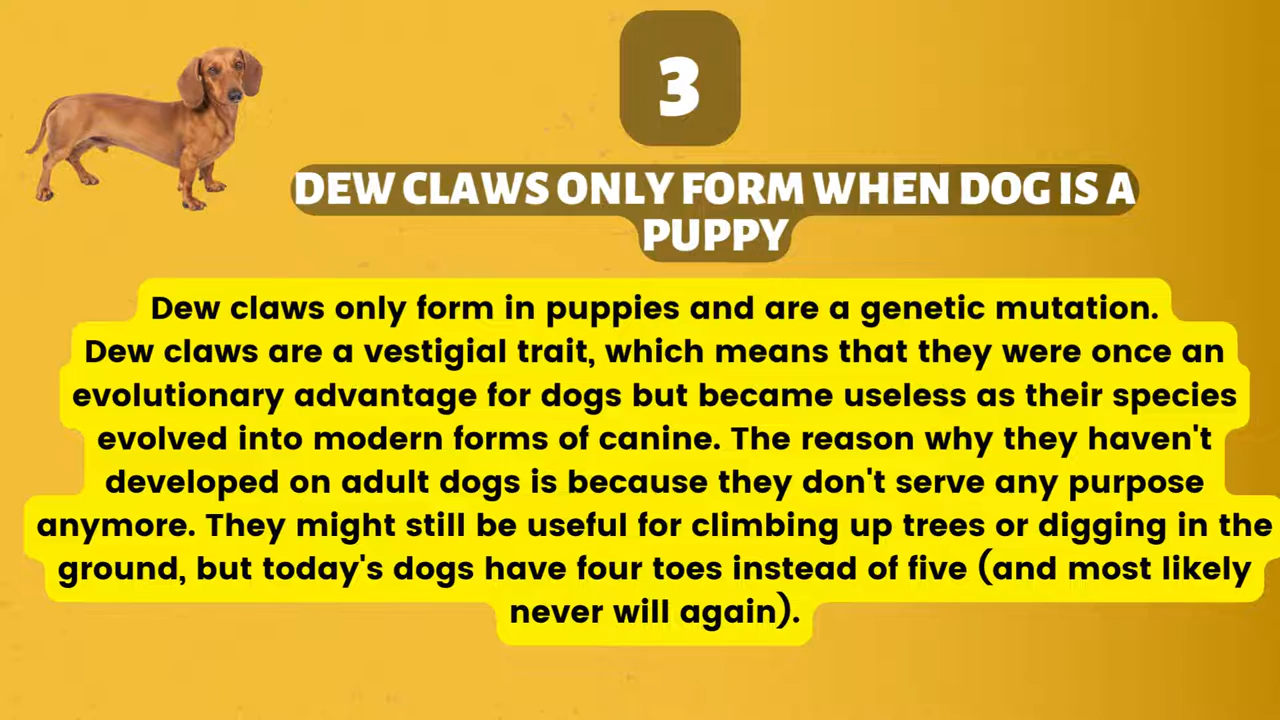 3
DEW CLAWS ONLY FORM WHEN DOG IS A
PUPPY
Dew claws only form in puppies and are a genetic mutation.
Dew claws are a vestigial trait, which means that they were once an
evolutionary advantage for dogs but became useless as their species
evolved into modern forms of canine. The reason why they haven't
developed on adult dogs is because they don't serve any purpose
anymore. They might still be useful for climbing up trees or digging in the
ground, but today's dogs have four toes instead of five (and most likely
never will again).